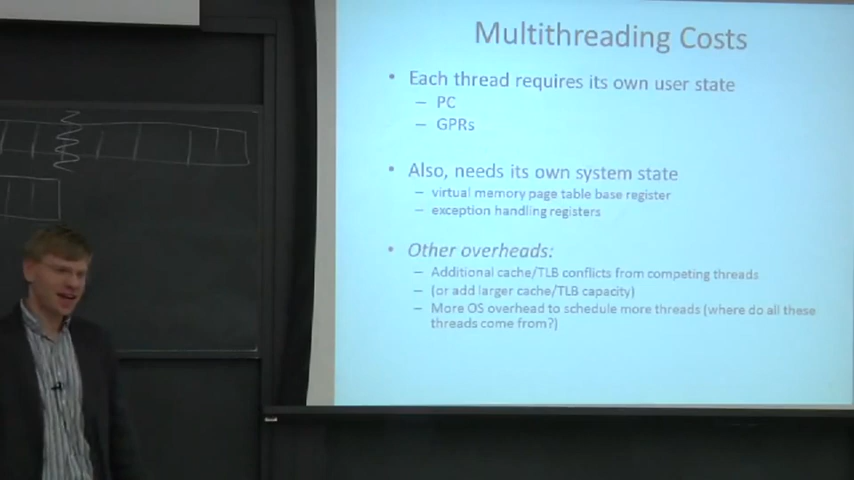 Multithreading Costs
• Each thread requires its own user state
– PC
– GPRs
• Also, needs its own system state
– virtual memory page table base register
– exception handling registers
• Other overheads:
– Additional cache/TLB conflicts from competing threads
– (or add larger cache/TLB capacity)
– More OS overhead to schedule more threads (where do all these
threads come from?)